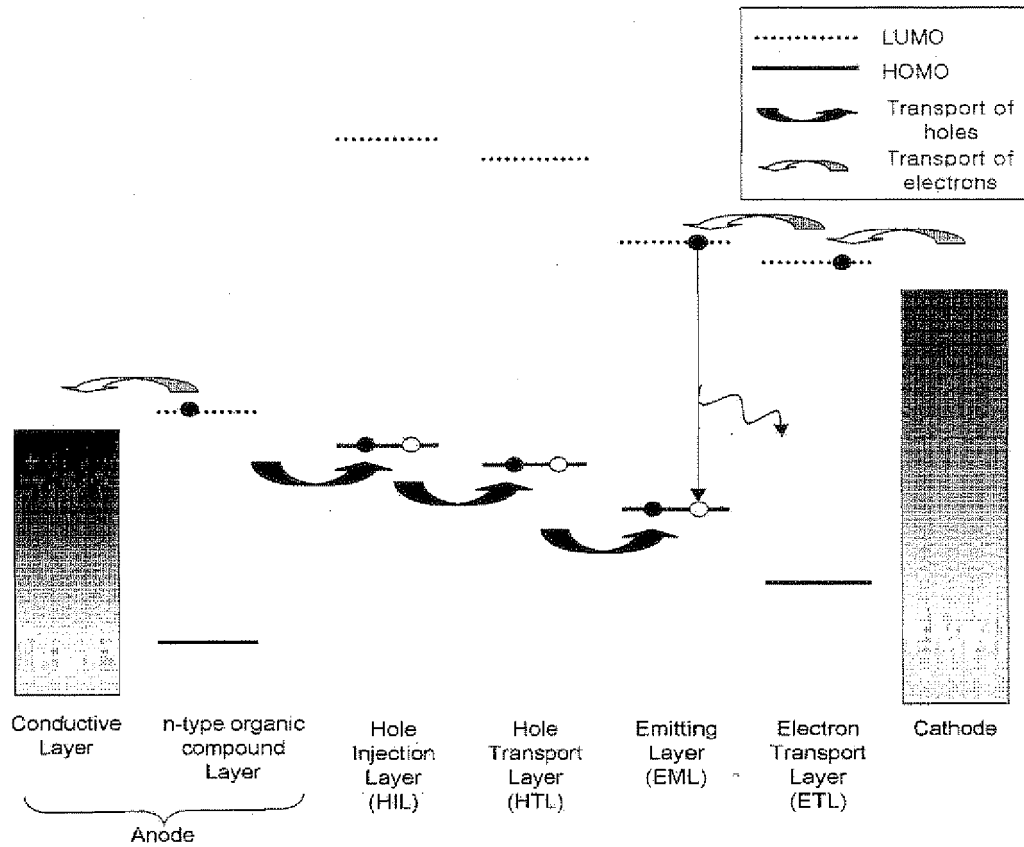 LUMO
HOMO
Transport of
holes
Transport of
electrons
Conductive
Layer
n-type organic
compound
Layer
Hole
Injection
Layer
(HIL)
Hole
Transport
Layer
(HTL)
Emitting
Layer
(EML)
Electron
Transport
Layer
(ETL)
Cathode
Anode